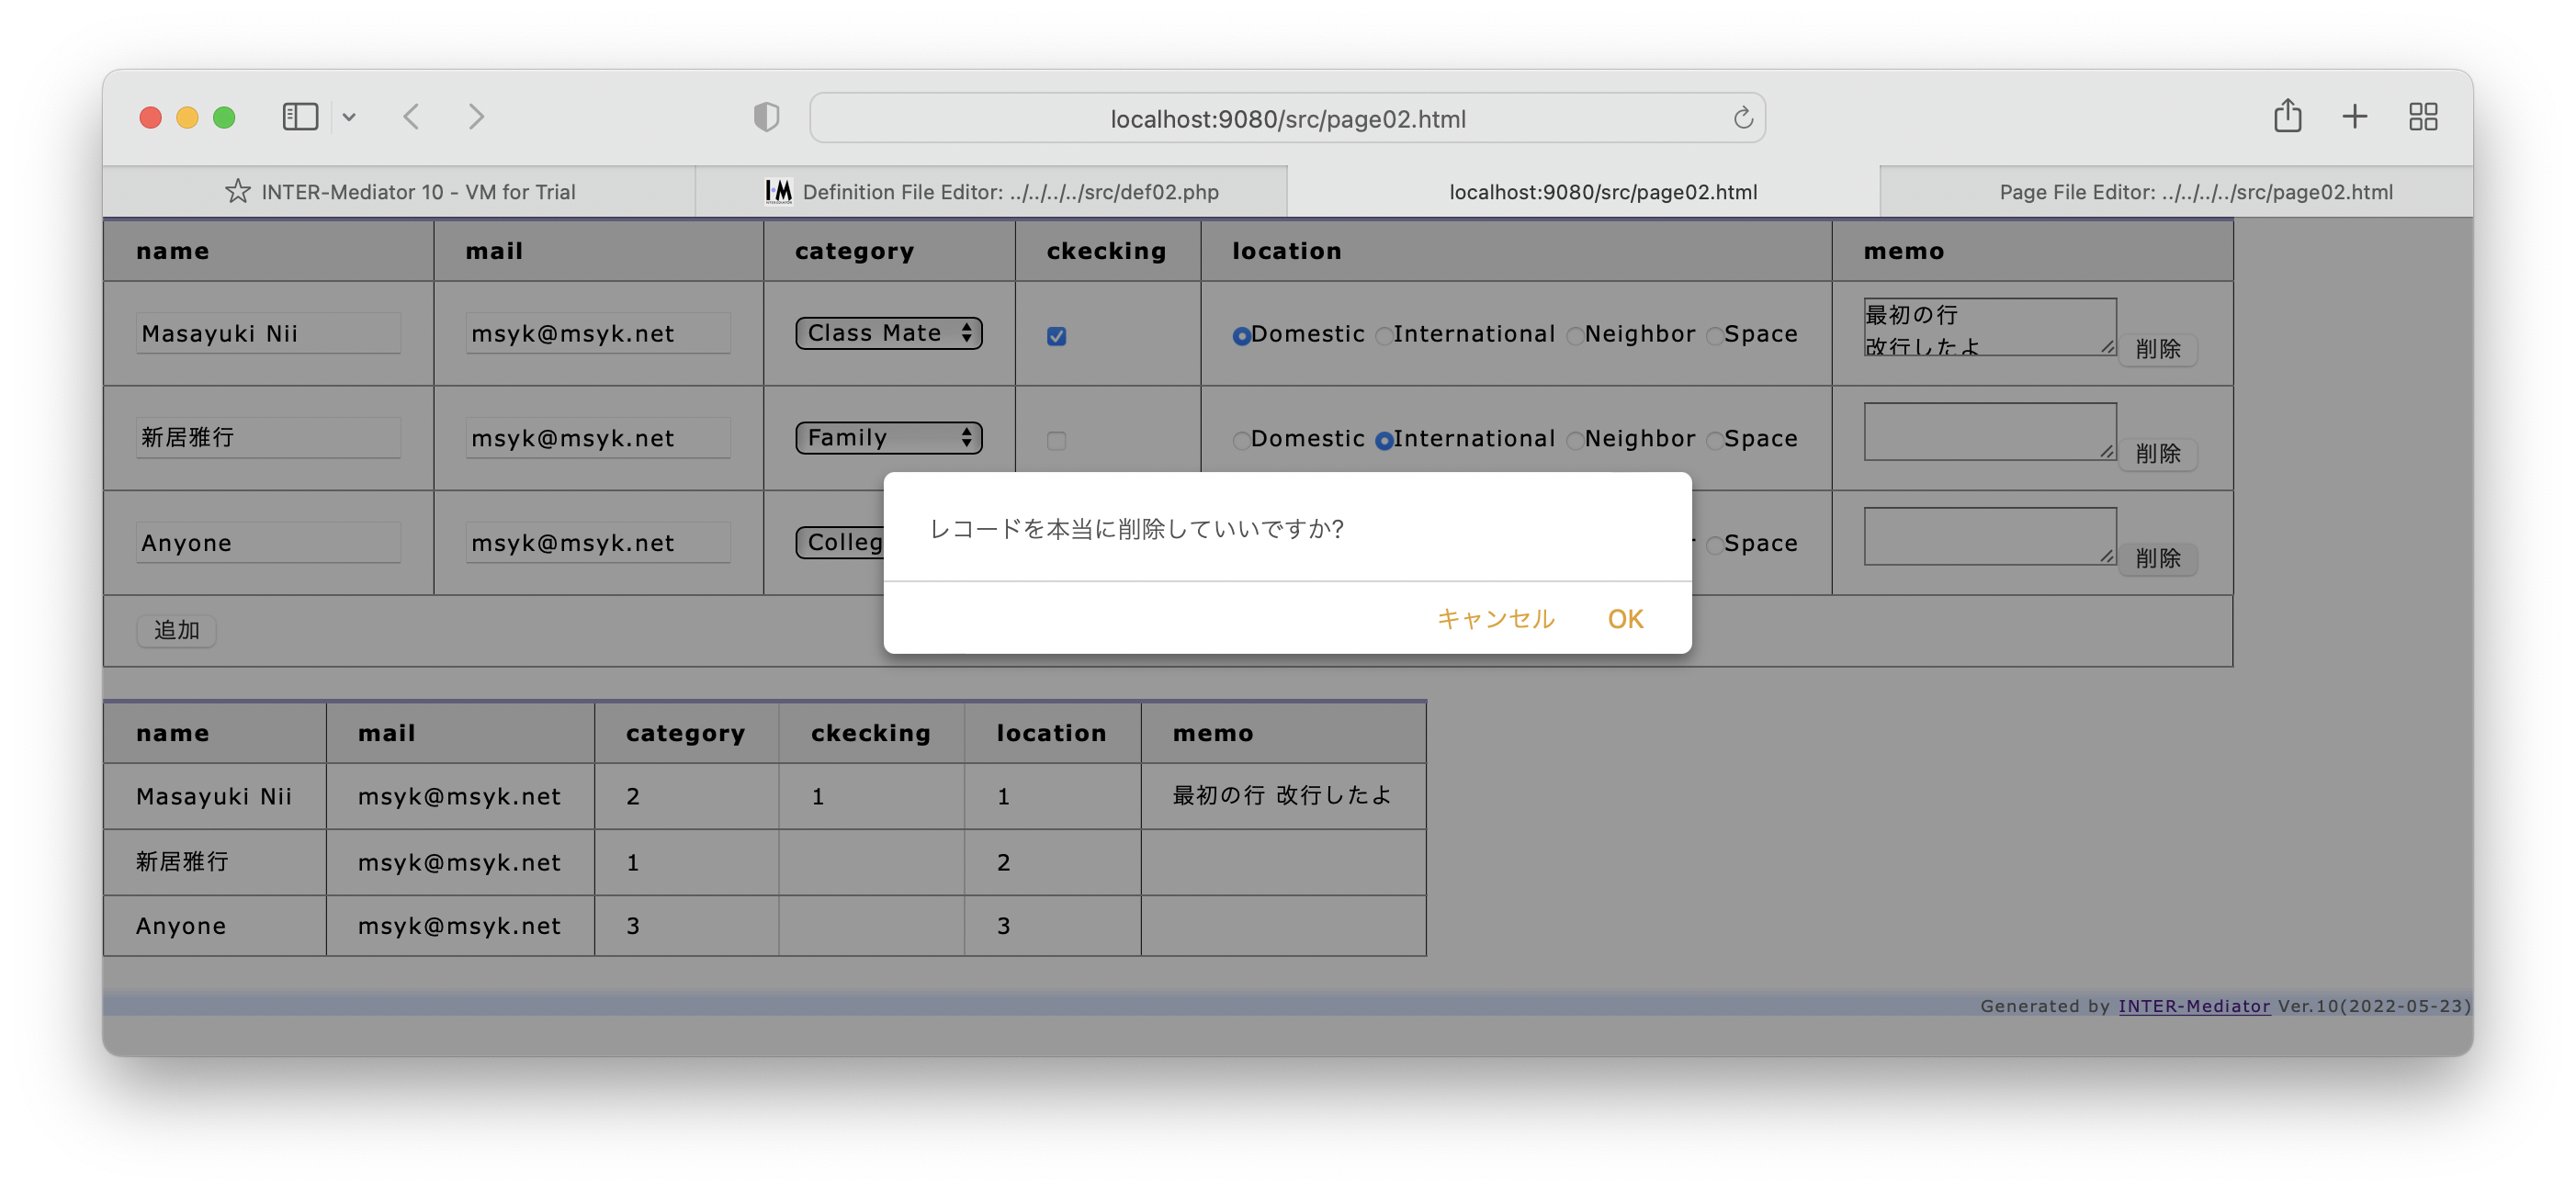 localhost:9080/src/page02.html
INTER-Mediator 10 - VM for Trial
Definition File Editor: ../../../../src/def02.php
localhost:9080/src/page02.html
Page File Editor: ../../../../src/page02.html
name mail category ckecking location memo
Masayuki Nii msyk@msyk.net Class Mate Domestic International Neighbor Space 最初の行
改行したよ 削除
新居雅行 msyk@msyk.net Family Domestic International Neighbor Space 削除
Anyone msyk@msyk.net Colleg Space 削除
追加
レコードを本当に削除していいですか?
キャンセル OK
name mail category ckecking location memo
Masayuki Nii msyk@msyk.net 2 1 1 最初の行 改行したよ
新居雅行 msyk@msyk.net 1 2
Anyone msyk@msyk.net 3 3
Generated by INTER-Mediator Ver.10(2022-05-23)